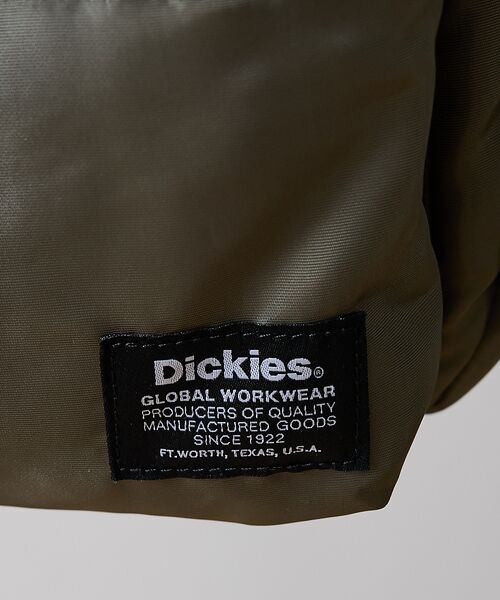 Dickies®
GLOBAL WORKWEAR
PRODUCERS OF QUALITY
MANUFACTURED GOODS
SINCE 1922
FT.WORTH, TEXAS, U.S.A.